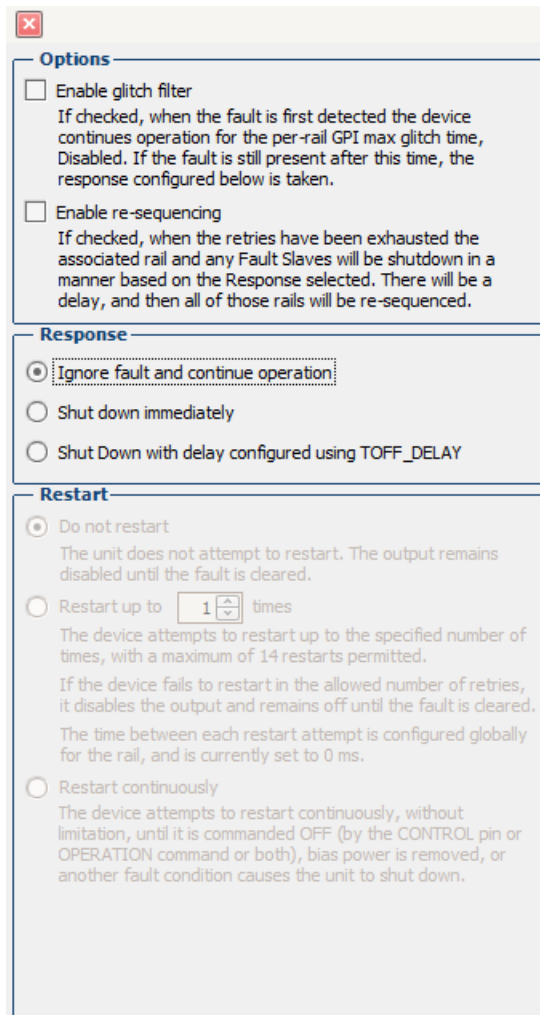 Options
Enable glitch filter
If checked, when the fault is first detected the device
continues operation for the per-rail GPI max glitch time,
Disabled. If the fault is still present after this time, the
response configured below is taken.
Enable re-sequencing
If checked, when the retries have been exhausted the
associated rail and any Fault Slaves will be shutdown in a
manner based on the Response selected. There will be a
delay, and then all of those rails will be re-sequenced.
Response
Ignore fault and continue operation
Shut down immediately
Shut Down with delay configured using TOFF_DELAY
Restart
Do not restart
The unit does not attempt to restart. The output remains
disabled until the fault is cleared.
Restart up to 1 times
The device attempts to restart up to the specified number of
times, with a maximum of 14 restarts permitted.
If the device fails to restart in the allowed number of retries,
it disables the output and remains off until the fault is cleared.
The time between each restart attempt is configured globally
for the rail, and is currently set to 0 ms.
Restart continuously
The device attempts to restart continuously, without
limitation, until it is commanded OFF (by the CONTROL pin or
OPERATION command or both), bias power is removed, or
another fault condition causes the unit to shut down.